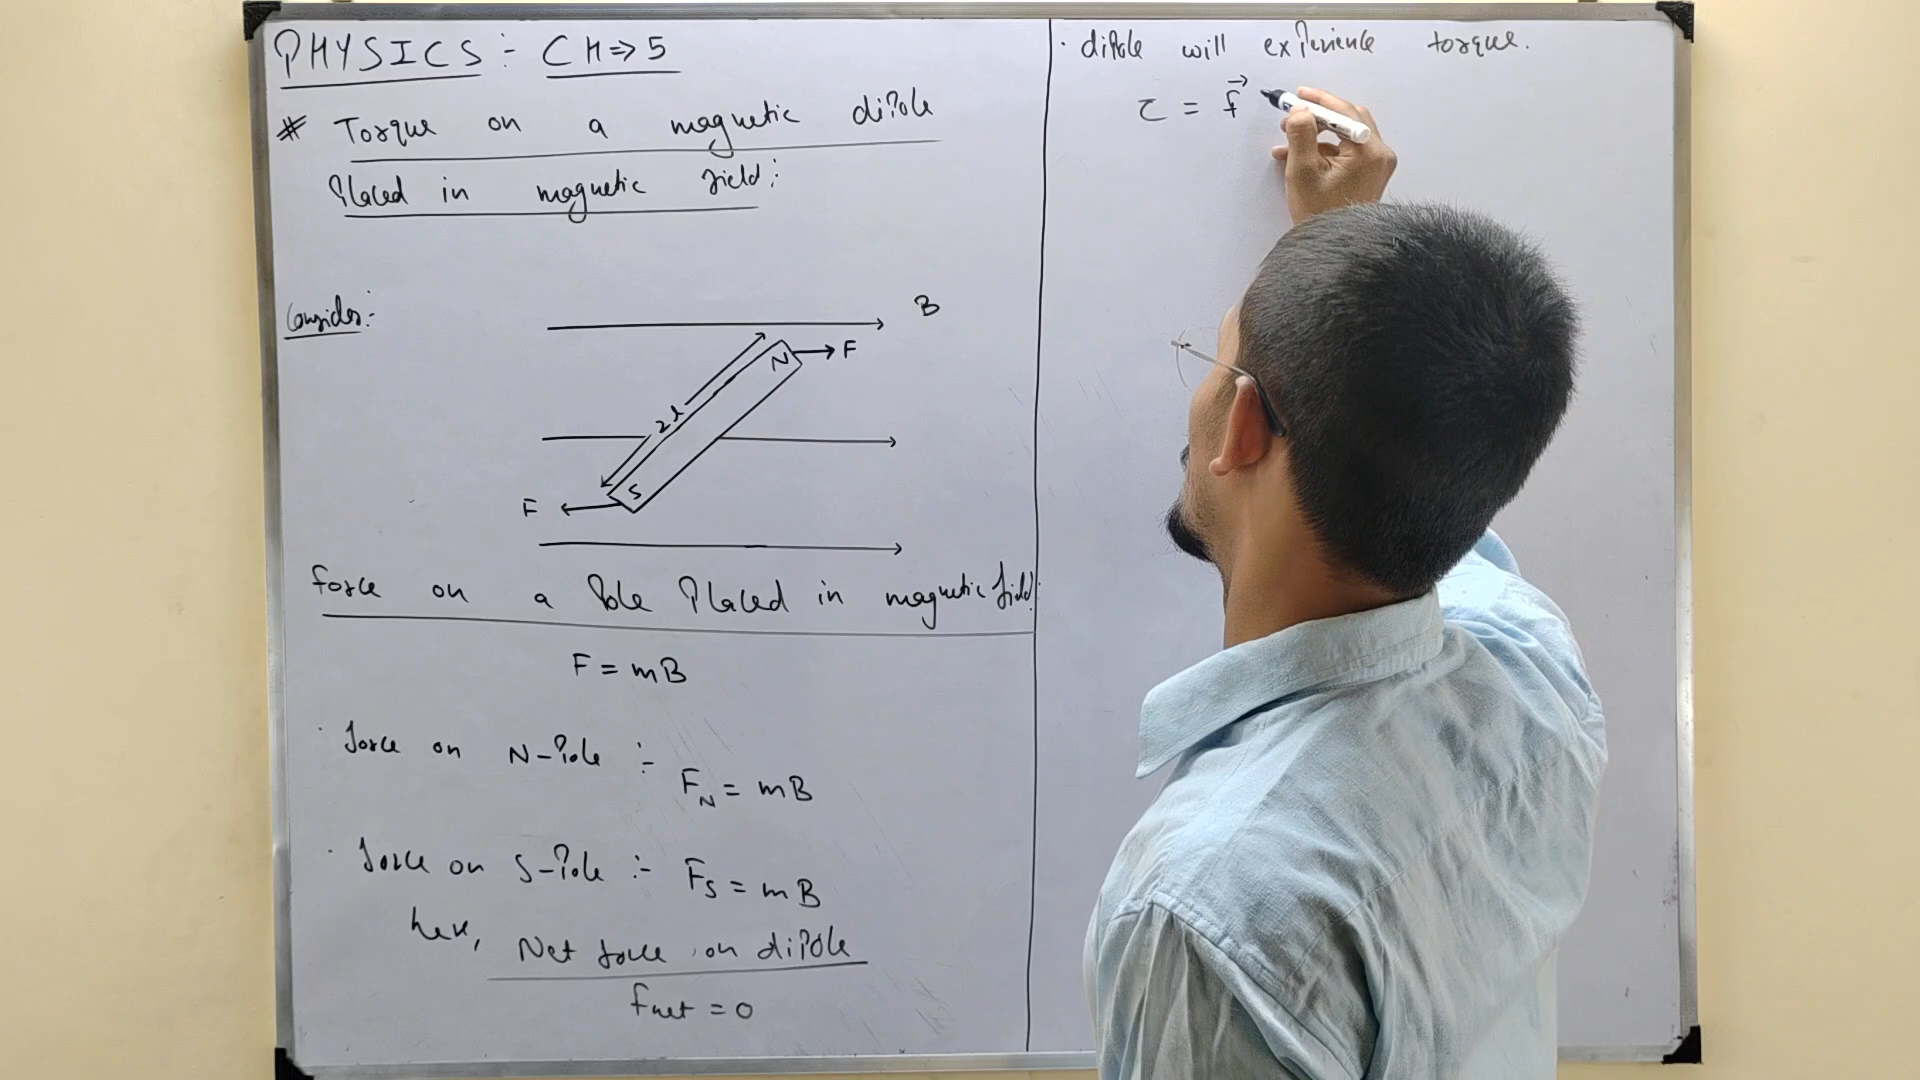 PHYSICS :- CH⇒5
# Torque on a magnetic dipole
Placed in magnetic field:
Consider:-
B
N
F
2l
S
F
force on a Pole Placed in magnetic field:
F = mB
· force on N-Pole :-
F_N = mB
· force on S-Pole :- F_S = mB
here, Net force on dipole
fnet = 0
· dipole will experience torque.
τ = f⃗